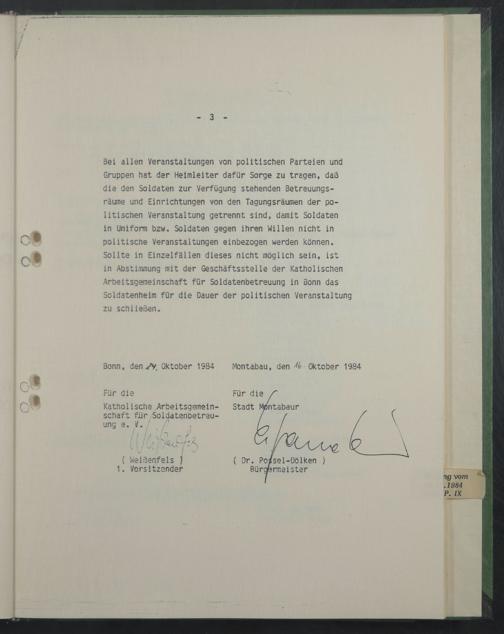 - 3 -
Bei allen Veranstaltungen von politischen Parteien und
Gruppen hat der Heimleiter dafür Sorge zu tragen, daß
die den Soldaten zur Verfügung stehenden Betreuungs-
räume und Einrichtungen von den Tagungsräumen der po-
litischen Veranstaltung getrennt sind, damit Soldaten
in Uniform bzw. Soldaten gegen ihren Willen nicht in
politische Veranstaltungen einbezogen werden können.
Sollte in Einzelfällen dieses nicht möglich sein, ist
in Abstimmung mit der Geschäftsstelle der Katholischen
Arbeitsgemeinschaft für Soldatenbetreuung in Bonn das
Soldatenheim für die Dauer der politischen Veranstaltung
zu schließen.
Bonn, den Oktober 1984 Montabau, den 16 Oktober 1984
Für die Für die
Katholische Arbeitsgemein- Stadt Montabaur
schaft für Soldatenbetreu-
ung e. V.
( Weißenfels ) ( Dr. Possel-Dölken )
1. Vorsitzender Bürgermeister
ng vom
.1984
P. IX